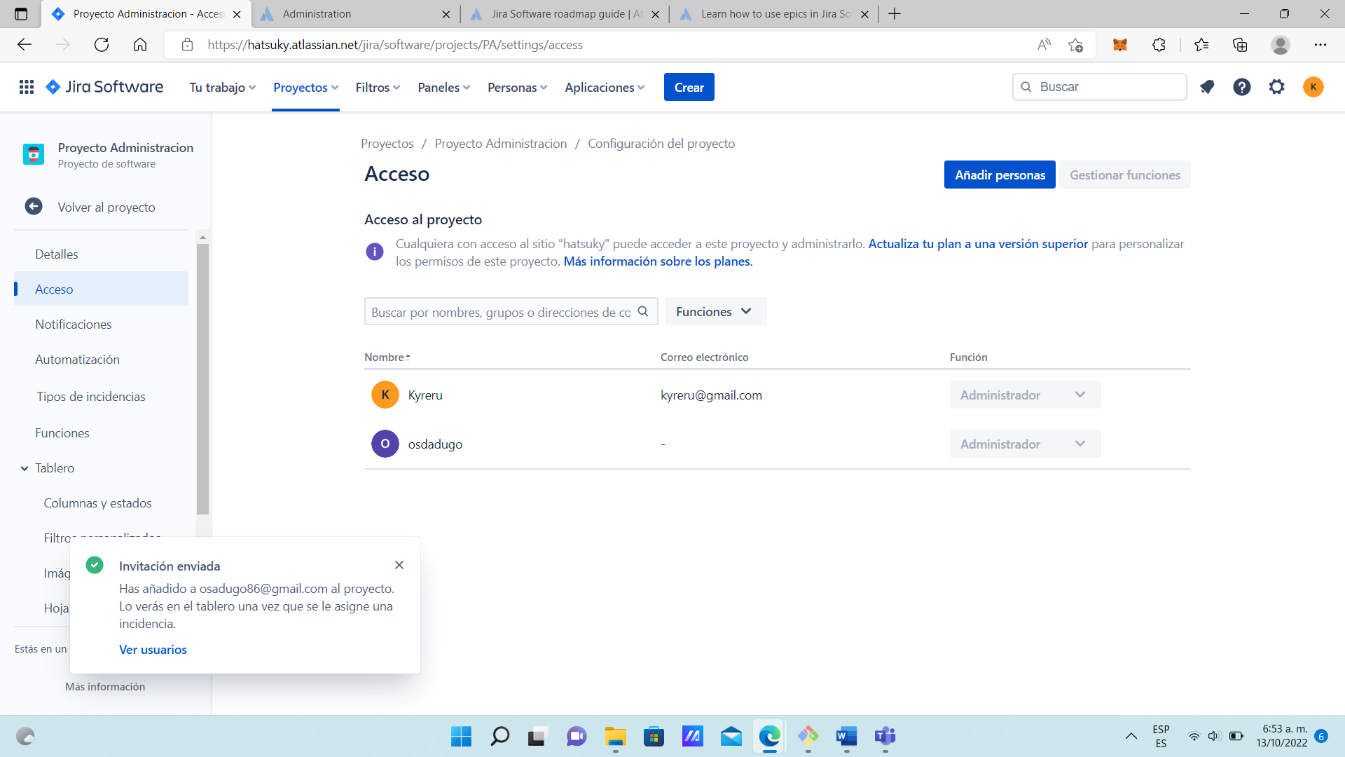 Proyecto Administracion - Acces
Administration
Jira Software roadmap guide | At
Learn how to use epics in Jira So
https://hatsuky.atlassian.net/jira/software/projects/PA/settings/access
Jira Software
Tu trabajo
Proyectos
Filtros
Paneles
Personas
Aplicaciones
Crear
Buscar
K
Proyecto Administracion
Proyecto de software
Volver al proyecto
Detalles
Acceso
Notificaciones
Automatización
Tipos de incidencias
Funciones
Tablero
Columnas y estados
Filtros personalizados
Imág
Hoja
Estás en un
Más información
Proyectos / Proyecto Administracion / Configuración del proyecto
Acceso
Añadir personas
Gestionar funciones
Acceso al proyecto
Cualquiera con acceso al sitio "hatsuky" puede acceder a este proyecto y administrarlo. Actualiza tu plan a una versión superior para personalizar
los permisos de este proyecto. Más información sobre los planes.
Buscar por nombres, grupos o direcciones de co
Funciones
Nombre
Correo electrónico
Función
K Kyreru kyreru@gmail.com Administrador
O osdadugo - Administrador
Invitación enviada
Has añadido a osadugo86@gmail.com al proyecto.
Lo verás en el tablero una vez que se le asigne una
incidencia.
Ver usuarios
ESP
ES
6:53 a. m.
13/10/2022
6